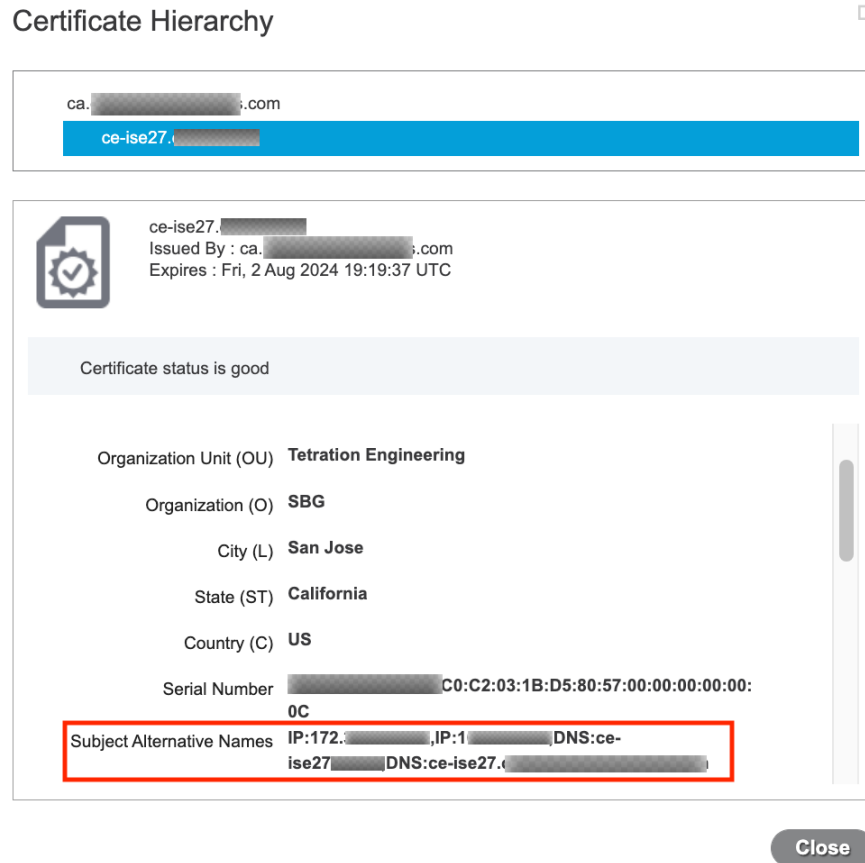 Certificate Hierarchy
ca. .com
ce-ise27.
ce-ise27.
Issued By : ca. .com
Expires : Fri, 2 Aug 2024 19:19:37 UTC
Certificate status is good
Organization Unit (OU) Tetration Engineering
Organization (O) SBG
City (L) San Jose
State (ST) California
Country (C) US
Serial Number C0:C2:03:1B:D5:80:57:00:00:00:00:00:
0C
Subject Alternative Names IP:172. ,IP:1 ,DNS:ce-
ise27 DNS:ce-ise27.
Close